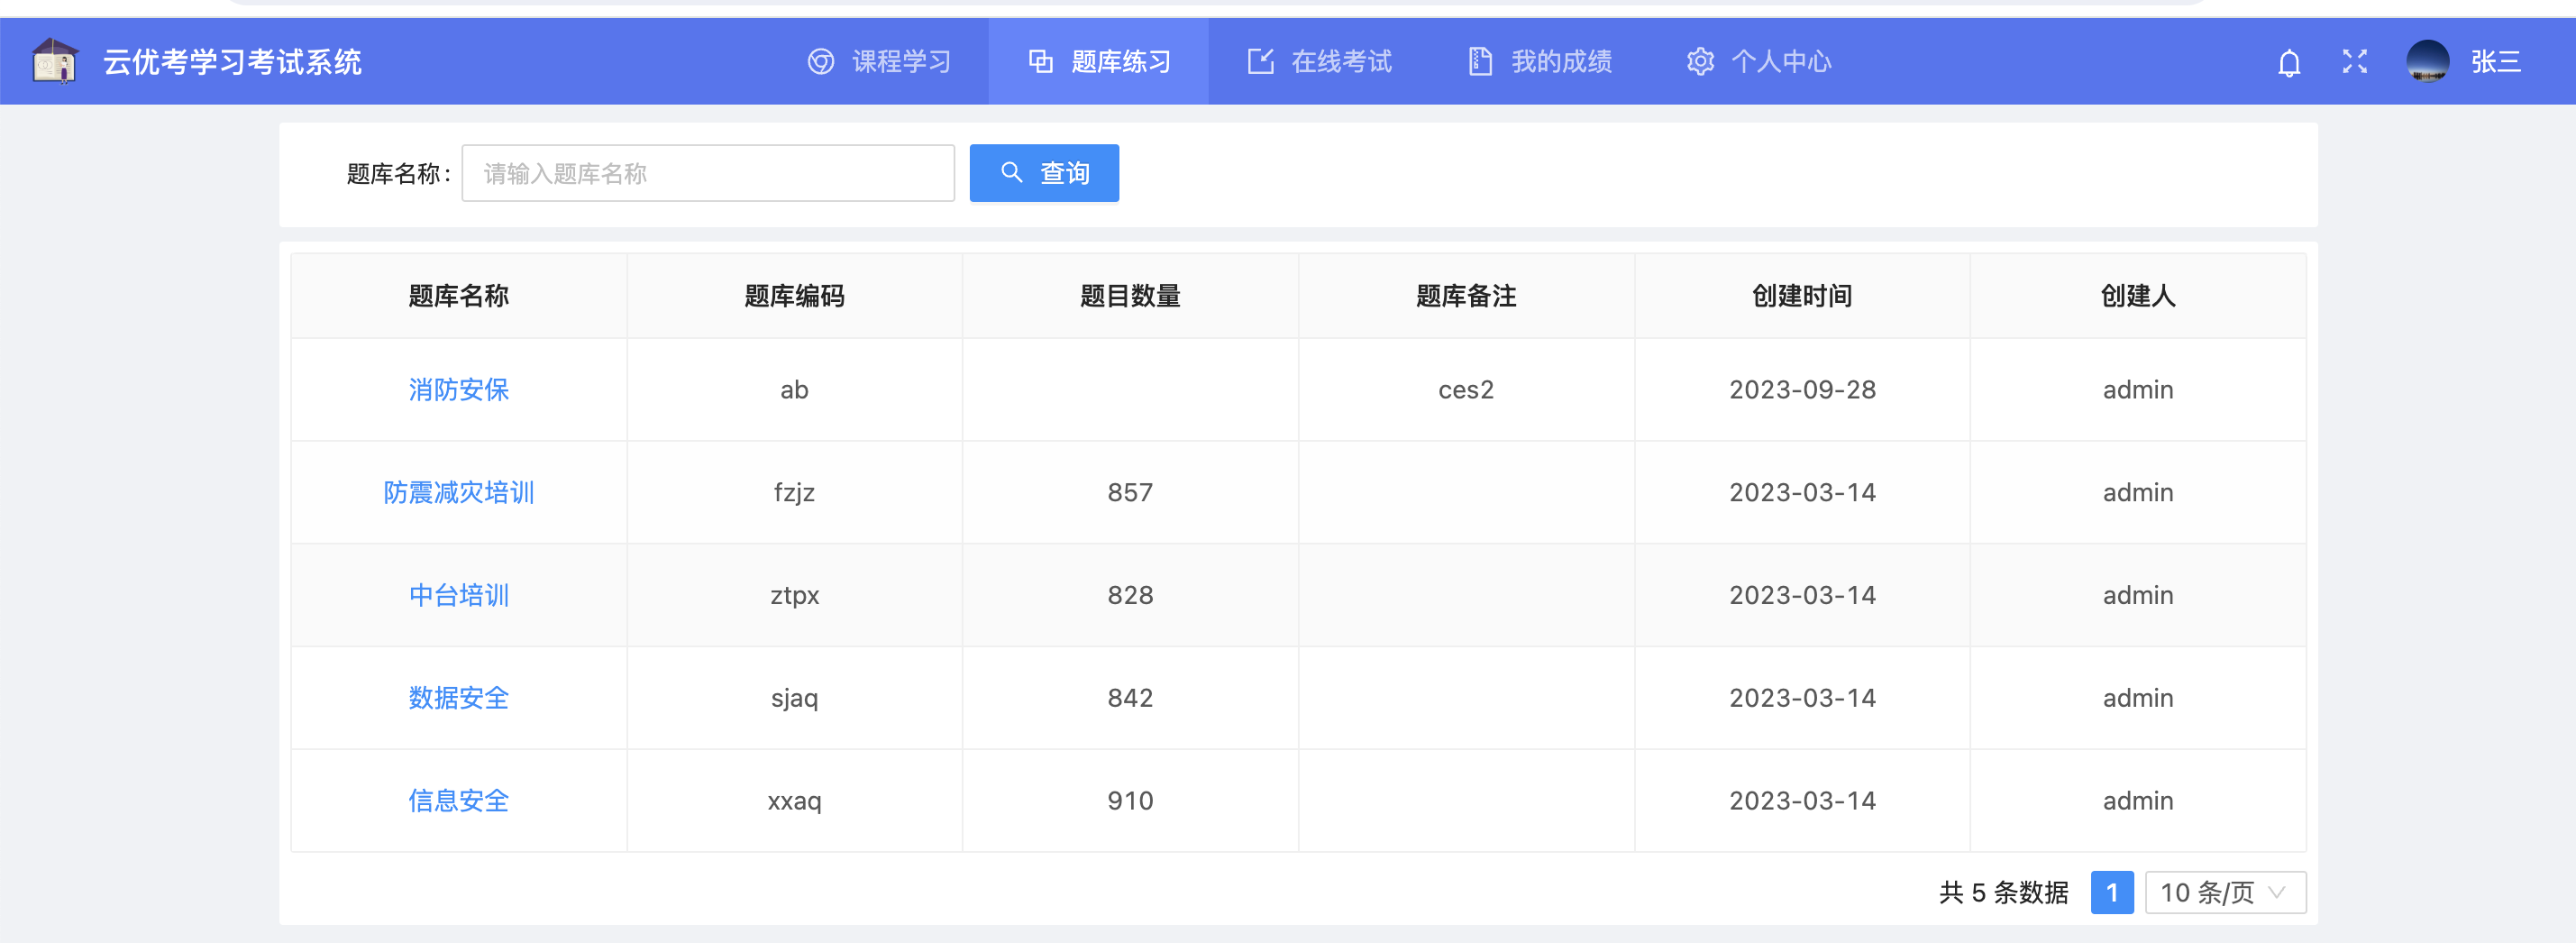 云优考学习考试系统
课程学习
题库练习
在线考试
我的成绩
个人中心
张三
题库名称:
请输入题库名称
查询
题库名称 题库编码 题目数量 题库备注 创建时间 创建人
消防安保 ab ces2 2023-09-28 admin
防震减灾培训 fzjz 857 2023-03-14 admin
中台培训 ztpx 828 2023-03-14 admin
数据安全 sjaq 842 2023-03-14 admin
信息安全 xxaq 910 2023-03-14 admin
共 5 条数据 1 10 条/页